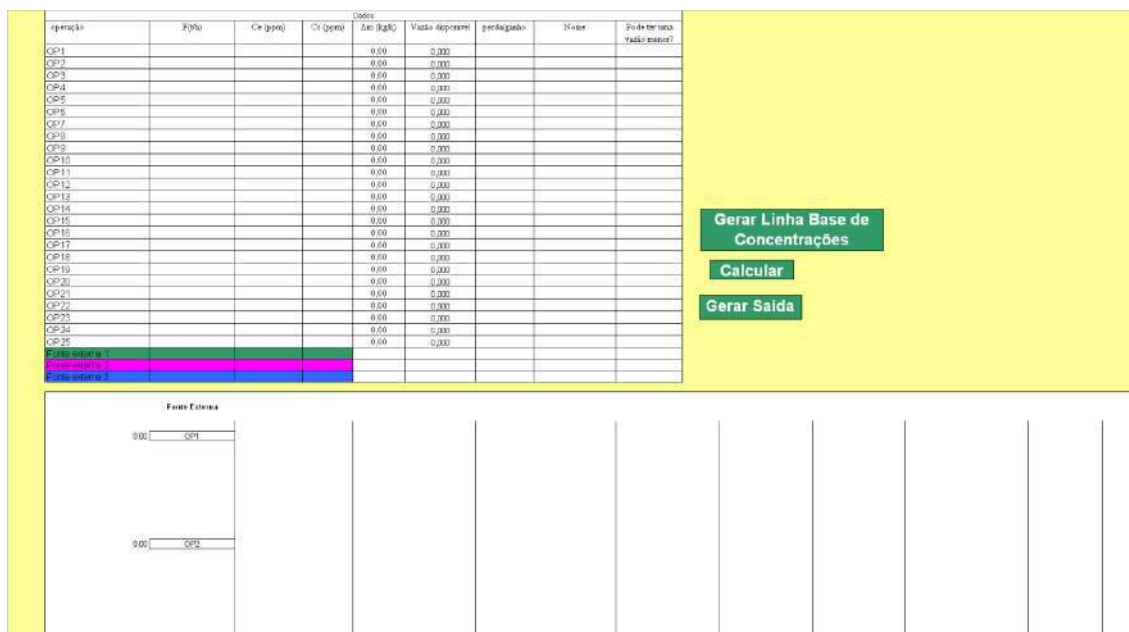 Dados
operação F(t/h) Ce (ppm) Cs (ppm) Δm (kg/h) Vazão disponível perda/ganho Nome Pode ter uma
vazão menor?
OP1 0,00 0,000
OP2 0,00 0,000
OP3 0,00 0,000
OP4 0,00 0,000
OP5 0,00 0,000
OP6 0,00 0,000
OP7 0,00 0,000
OP8 0,00 0,000
OP9 0,00 0,000
OP10 0,00 0,000
OP11 0,00 0,000
OP12 0,00 0,000
OP13 0,00 0,000
OP14 0,00 0,000
OP15 0,00 0,000
OP16 0,00 0,000
OP17 0,00 0,000
OP18 0,00 0,000
OP19 0,00 0,000
OP20 0,00 0,000
OP21 0,00 0,000
OP22 0,00 0,000
OP23 0,00 0,000
OP24 0,00 0,000
OP25 0,00 0,000
Fonte externa 1
Fonte externa 2
Fonte externa 3
Gerar Linha Base de
Concentrações
Calcular
Gerar Saida
Fonte Externa
0.00 OP1
0.00 OP2